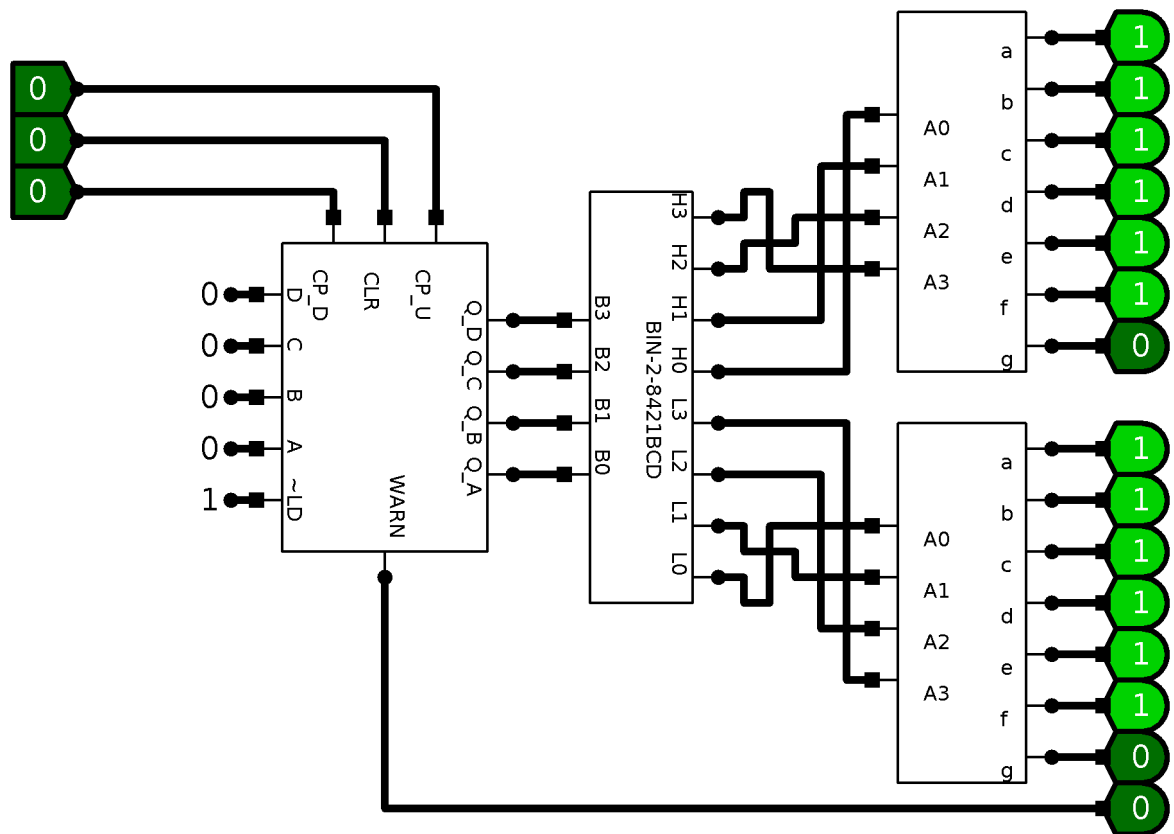 0
0
0
CP_D
CLR
CP_U
0
D
0
C
0
B
0
A
1
~LD
WARN
Q_D
Q_C
Q_B
Q_A
B3
B2
B1
B0
BIN-2-8421BCD
H3
H2
H1
H0
L3
L2
L1
L0
A0
A1
A2
A3
a
1
b
1
c
1
d
1
e
1
f
1
g
0
A0
A1
A2
A3
a
1
b
1
c
1
d
1
e
1
f
1
g
0
0